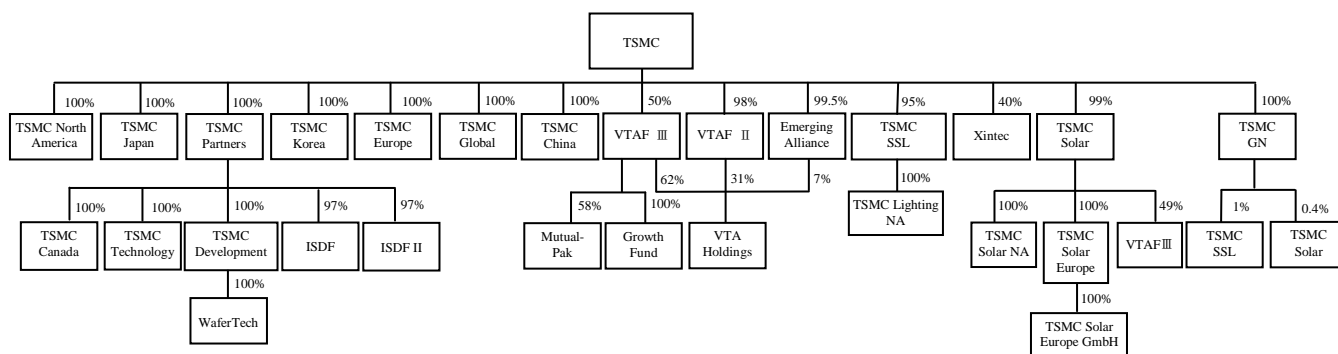 TSMC
100%
100%
100%
100%
100%
100%
100%
50%
98%
99.5%
95%
40%
99%
100%
TSMC North
America
TSMC
Japan
TSMC
Partners
TSMC
Korea
TSMC
Europe
TSMC
Global
TSMC
China
VTAF Ⅲ
VTAF Ⅱ
Emerging
Alliance
TSMC
SSL
Xintec
TSMC
Solar
TSMC
GN
100%
100%
100%
97%
97%
58%
100%
62%
31%
7%
100%
100%
100%
49%
1%
0.4%
TSMC
Canada
TSMC
Technology
TSMC
Development
ISDF
ISDF II
Mutual-
Pak
Growth
Fund
VTA
Holdings
TSMC Lighting
NA
TSMC
Solar NA
TSMC
Solar
Europe
VTAFⅢ
TSMC
SSL
TSMC
Solar
100%
100%
WaferTech
TSMC Solar
Europe GmbH